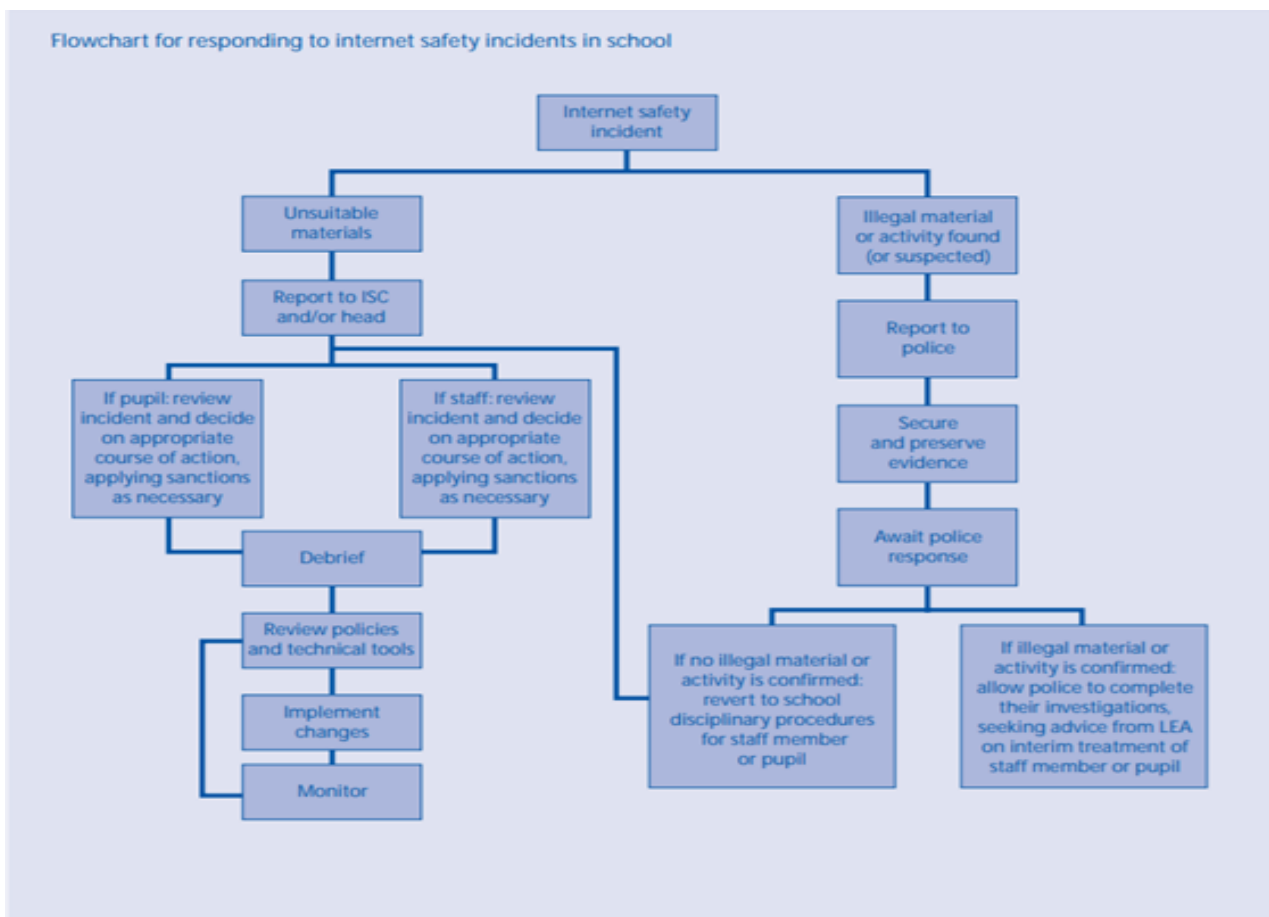 Flowchart for responding to internet safety incidents in school
Internet safety
incident
Unsuitable
materials
Illegal material
or activity found
(or suspected)
Report to ISC
and/or head
Report to
police
If pupil: review
incident and decide
on appropriate
course of action,
applying sanctions
as necessary
If staff: review
incident and decide
on appropriate
course of action,
applying sanctions
as necessary
Secure
and preserve
evidence
Debrief
Await police
response
Review policies
and technical tools
Implement
changes
Monitor
If no illegal material or
activity is confirmed:
revert to school
disciplinary procedures
for staff member
or pupil
If illegal material or
activity is confirmed:
allow police to complete
their investigations,
seeking advice from LEA
on interim treatment of
staff member or pupil